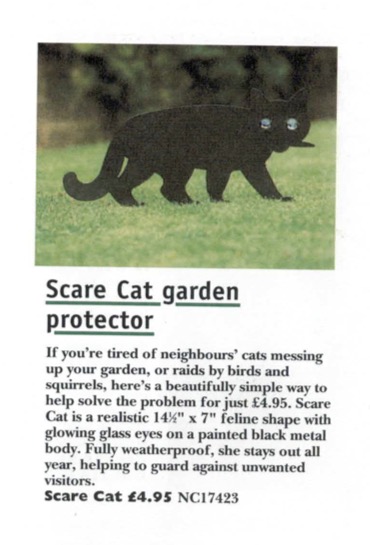 Scare Cat garden
protector
If you're tired of neighbours' cats messing
up your garden, or raids by birds and
squirrels, here's a beautifully simple way to
help solve the problem for just £4.95. Scare
Cat is a realistic 14½" x 7" feline shape with
glowing glass eyes on a painted black metal
body. Fully weatherproof, she stays out all
year, helping to guard against unwanted
visitors.
Scare Cat £4.95 NC17423